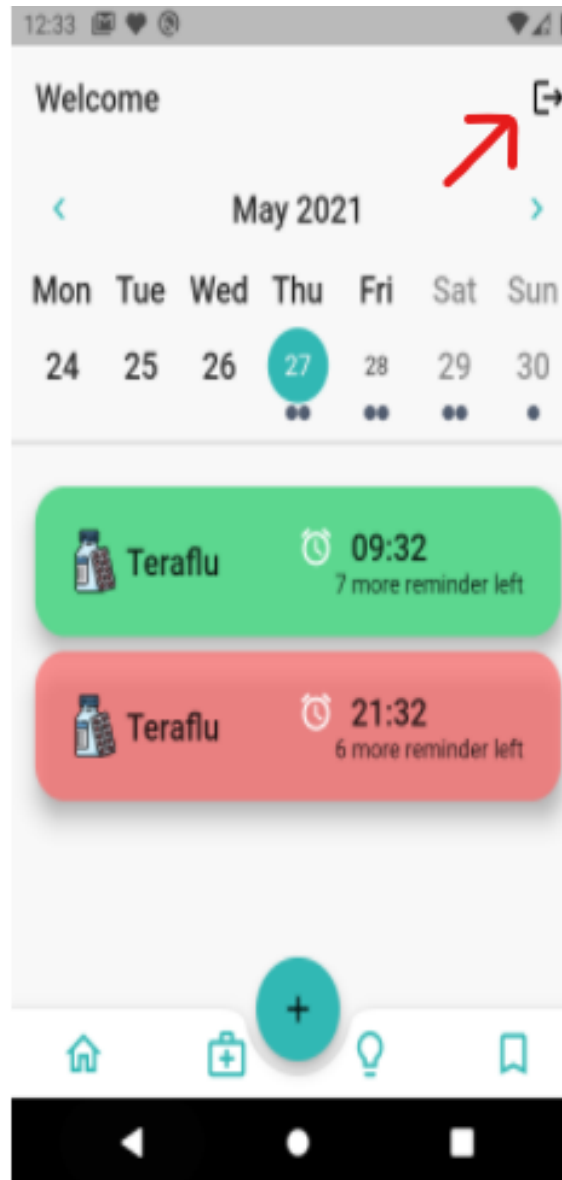 12:33
Welcome
May 2021
Mon Tue Wed Thu Fri Sat Sun
24 25 26 27 28 29 30
Teraflu 09:32
7 more reminder left
Teraflu 21:32
6 more reminder left